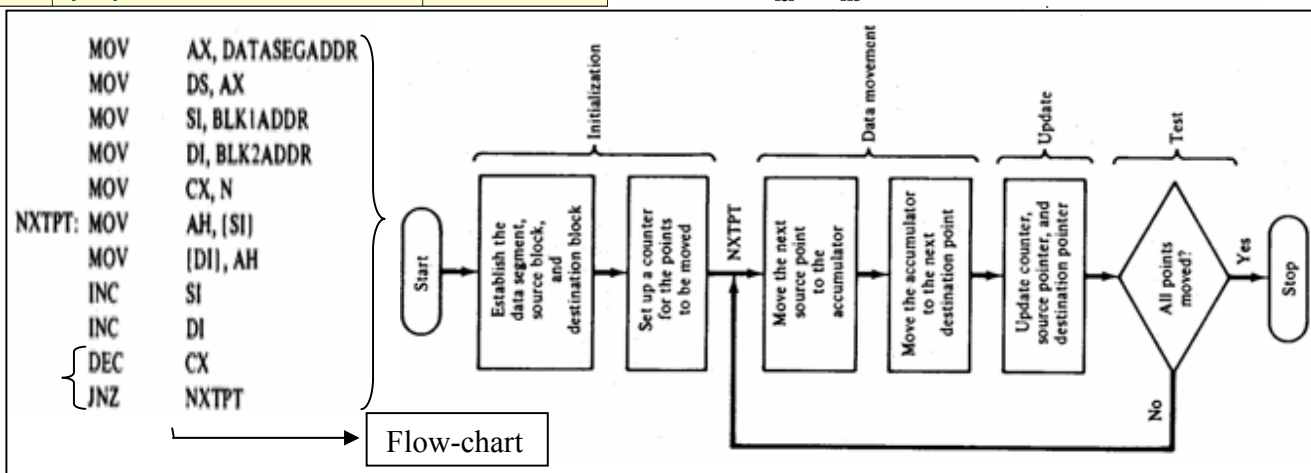 MOV AX, DATASEGADDR
MOV DS, AX
MOV SI, BLK1ADDR
MOV DI, BLK2ADDR
MOV CX, N
NXTPT: MOV AH, [SI]
MOV [DI], AH
INC SI
INC DI
DEC CX
JNZ NXTPT
Flow-chart
Start
Initialization
Establish the
data segment,
source block,
and
destination block
Set up a counter
for the points
to be moved
NXTPT
Data movement
Move the next
source point
to the
accumulator
Move the accumulator
to the next
destination point
Update
Update counter,
source pointer, and
destination pointer
Test
All points
moved?
No
Yes
Stop